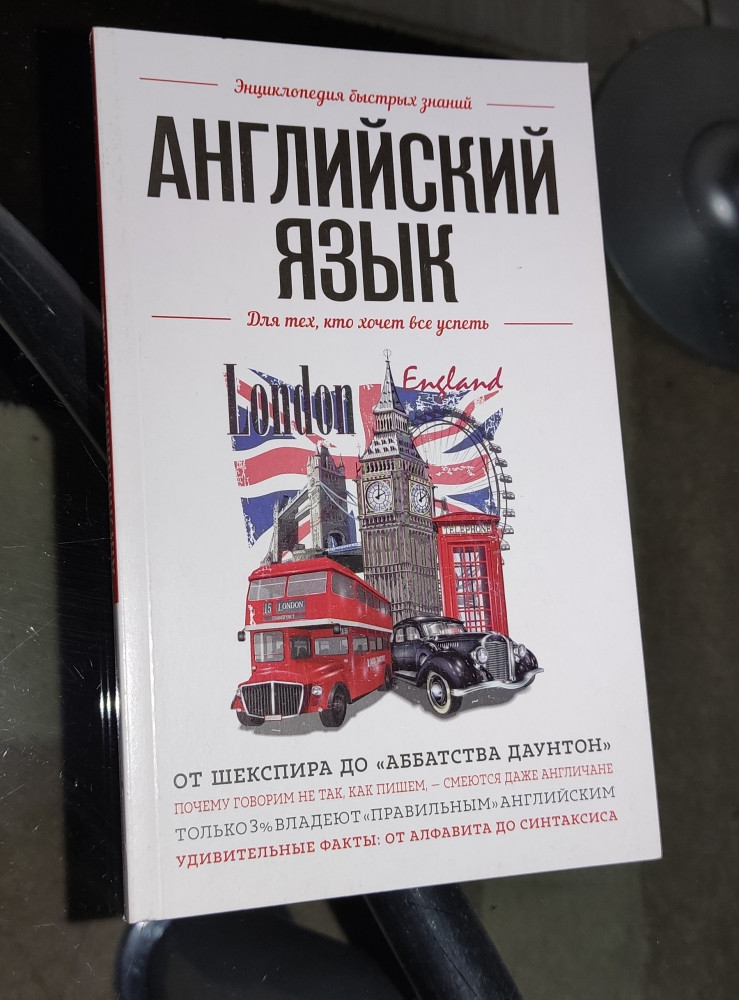 Энциклопедия быстрых знаний
АНГЛИЙСКИЙ
ЯЗЫК
Для тех, кто хочет все успеть
London
England
TELEPHONE
15 LONDON
ОТ ШЕКСПИРА ДО «АББАТСТВА ДАУНТОН»
ПОЧЕМУ ГОВОРИМ НЕ ТАК, КАК ПИШЕМ, – СМЕЮТСЯ ДАЖЕ АНГЛИЧАНЕ
ТОЛЬКО 3% ВЛАДЕЮТ «ПРАВИЛЬНЫМ» АНГЛИЙСКИМ
УДИВИТЕЛЬНЫЕ ФАКТЫ: ОТ АЛФАВИТА ДО СИНТАКСИСА